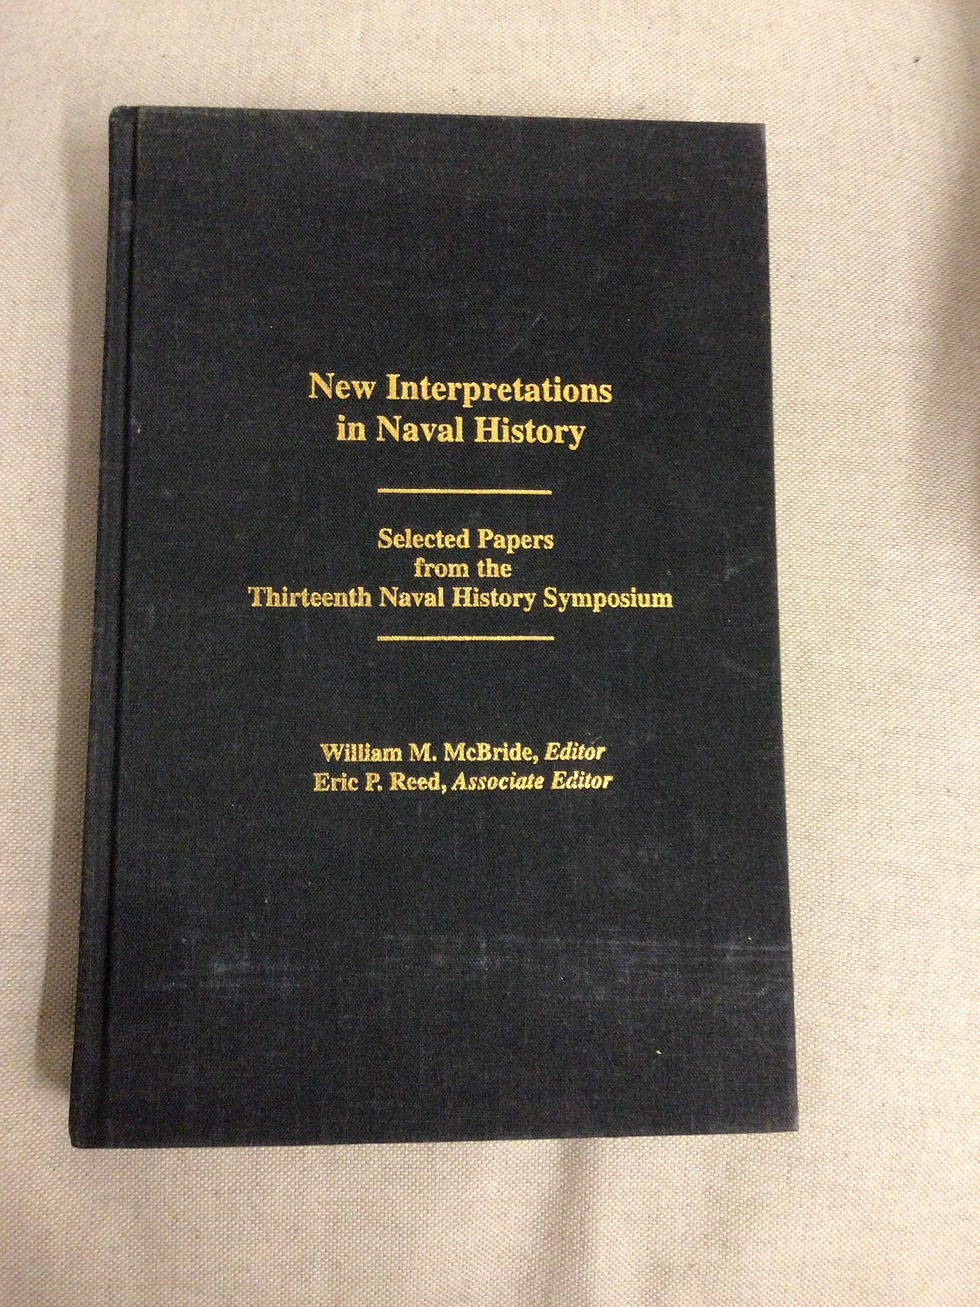 New Interpretations
in Naval History
Selected Papers
from the
Thirteenth Naval History Symposium
William M. McBride, Editor
Eric P. Reed, Associate Editor